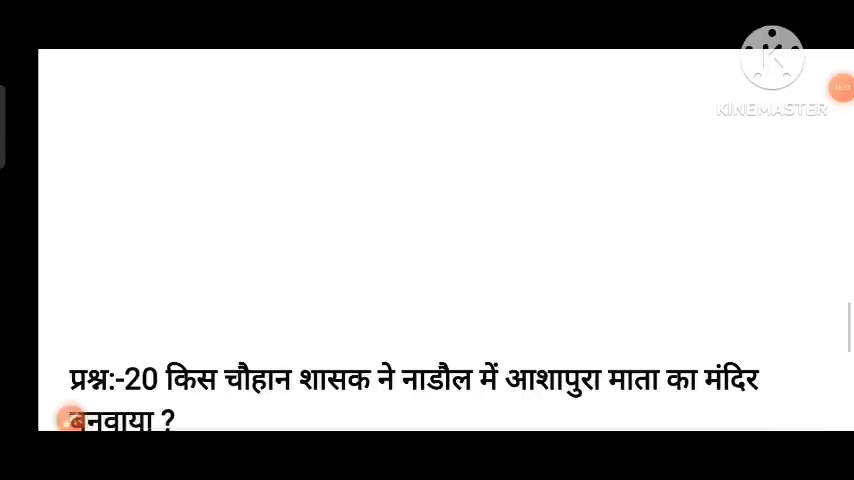 KINEMASTER
प्रश्न:-20 किस चौहान शासक ने नाडौल में आशापुरा माता का मंदिर
बनवाया ?